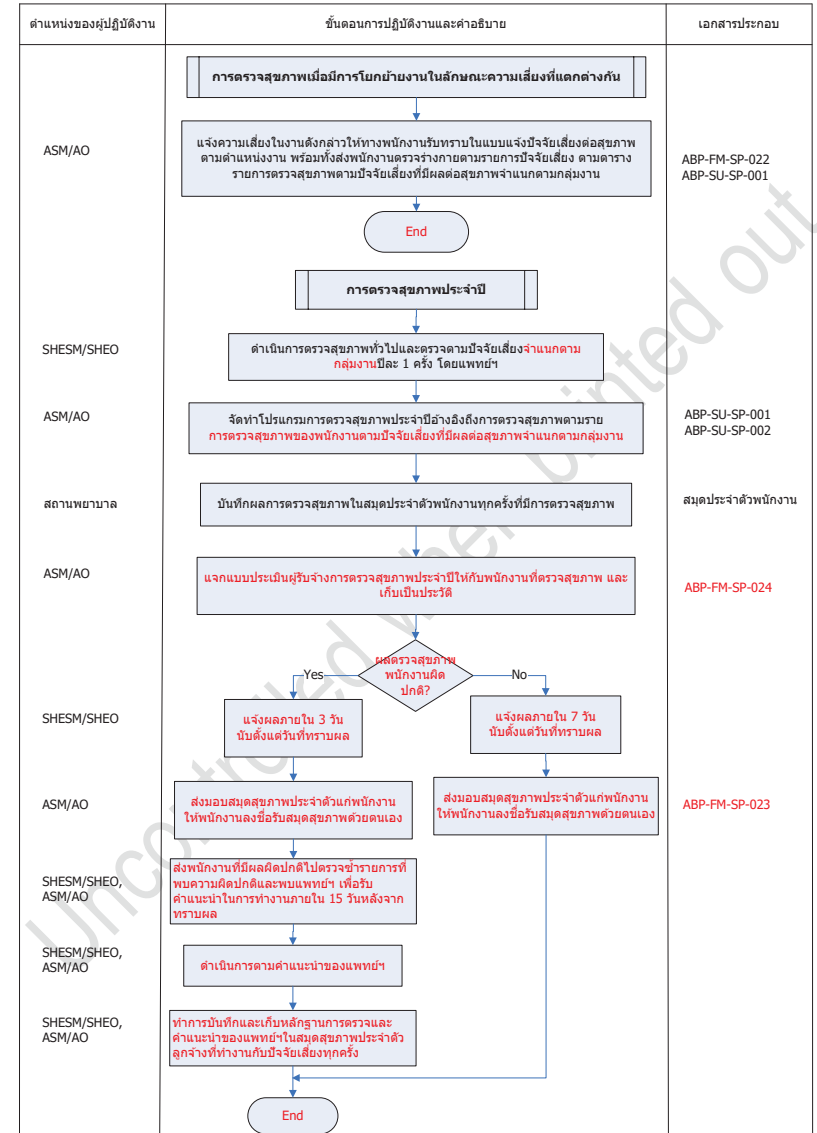 ตำแหน่งของผู้ปฏิบัติงาน
ขั้นตอนการปฏิบัติงานและคำอธิบาย
เอกสารประกอบ
การตรวจสุขภาพเมื่อมีการโยกย้ายงานในลักษณะความเสี่ยงที่แตกต่างกัน
ASM/AO
แจ้งความเสี่ยงในงานดังกล่าวให้ทางพนักงานรับทราบในแบบแจ้งปัจจัยเสี่ยงต่อสุขภาพ
ตามตำแหน่งงาน พร้อมทั้งส่งพนักงานตรวจร่างกายตามรายการปัจจัยเสี่ยง ตามตาราง
รายการตรวจสุขภาพตามปัจจัยเสี่ยงที่มีผลต่อสุขภาพจำแนกตามกลุ่มงาน
ABP-FM-SP-022
ABP-SU-SP-001
End
การตรวจสุขภาพประจำปี
SHESM/SHEO
ดำเนินการตรวจสุขภาพทั่วไปและตรวจตามปัจจัยเสี่ยงจำแนกตาม
กลุ่มงานปีละ 1 ครั้ง โดยแพทย์ฯ
ASM/AO
จัดทำโปรแกรมการตรวจสุขภาพประจำปีอ้างอิงถึงการตรวจสุขภาพตามราย
การตรวจสุขภาพของพนักงานตามปัจจัยเสี่ยงที่มีผลต่อสุขภาพจำแนกตามกลุ่มงาน
ABP-SU-SP-001
ABP-SU-SP-002
สถานพยาบาล
บันทึกผลการตรวจสุขภาพในสมุดประจำตัวพนักงานทุกครั้งที่มีการตรวจสุขภาพ
สมุดประจำตัวพนักงาน
ASM/AO
แจกแบบประเมินผู้รับจ้างการตรวจสุขภาพประจำปีให้กับพนักงานที่ตรวจสุขภาพ และ
เก็บเป็นประวัติ
ABP-FM-SP-024
ผลตรวจสุขภาพ
พนักงานผิด
ปกติ?
Yes
No
SHESM/SHEO
แจ้งผลภายใน 3 วัน
นับตั้งแต่วันที่ทราบผล
แจ้งผลภายใน 7 วัน
นับตั้งแต่วันที่ทราบผล
ASM/AO
ส่งมอบสมุดสุขภาพประจำตัวแก่พนักงาน
ให้พนักงานลงชื่อรับสมุดสุขภาพด้วยตนเอง
ส่งมอบสมุดสุขภาพประจำตัวแก่พนักงาน
ให้พนักงานลงชื่อรับสมุดสุขภาพด้วยตนเอง
ABP-FM-SP-023
SHESM/SHEO,
ASM/AO
ส่งพนักงานที่มีผลผิดปกติไปตรวจซ้ำรายการที่
พบความผิดปกติและพบแพทย์ฯ เพื่อรับ
คำแนะนำในการทำงานภายใน 15 วันหลังจาก
ทราบผล
SHESM/SHEO,
ASM/AO
ดำเนินการตามคำแนะนำของแพทย์ฯ
SHESM/SHEO,
ASM/AO
ทำการบันทึกและเก็บหลักฐานการตรวจและ
คำแนะนำของแพทย์ฯในสมุดสุขภาพประจำตัว
ลูกจ้างที่ทำงานกับปัจจัยเสี่ยงทุกครั้ง
End
Uncontrolled when printed out